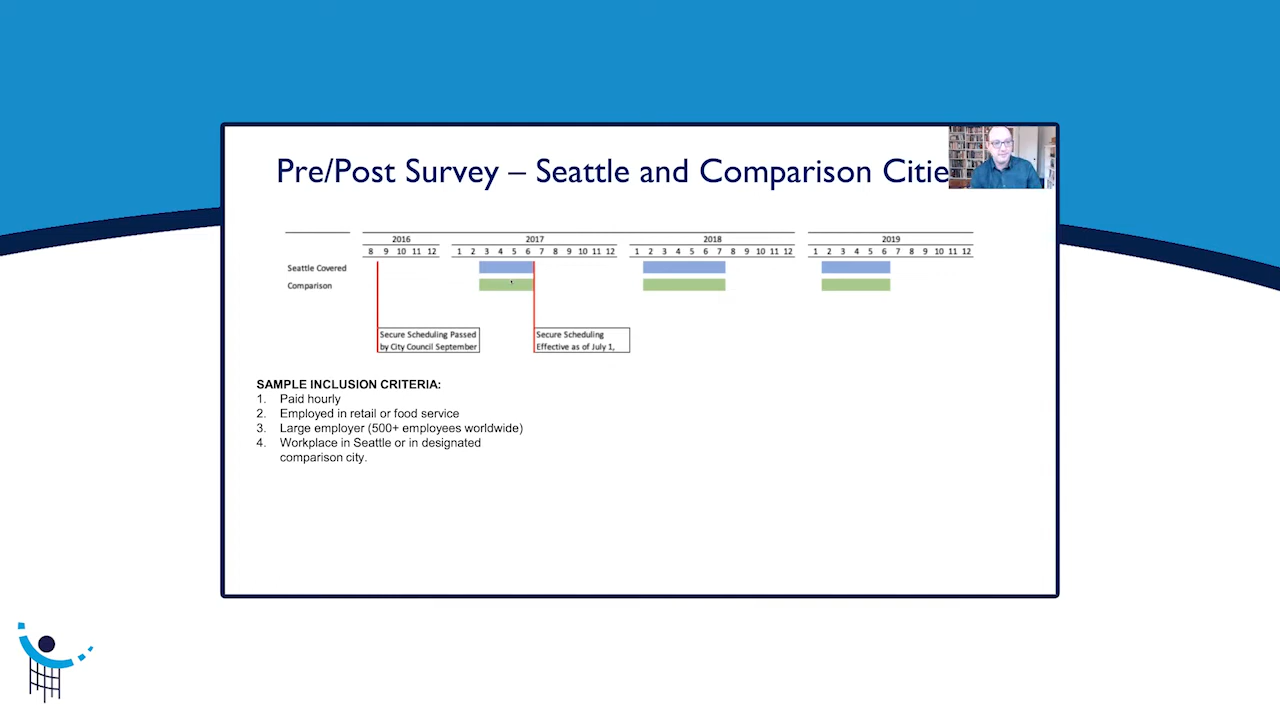 Pre/Post Survey – Seattle and Comparison Citie
2016 2017 2018 2019
8 9 10 11 12 1 2 3 4 5 6 7 8 9 10 11 12 1 2 3 4 5 6 7 8 9 10 11 12 1 2 3 4 5 6 7 8 9 10 11 12
Seattle Covered
Comparison
Secure Scheduling Passed
by City Council September
Secure Scheduling
Effective as of July 1,
SAMPLE INCLUSION CRITERIA:
1. Paid hourly
2. Employed in retail or food service
3. Large employer (500+ employees worldwide)
4. Workplace in Seattle or in designated
comparison city.